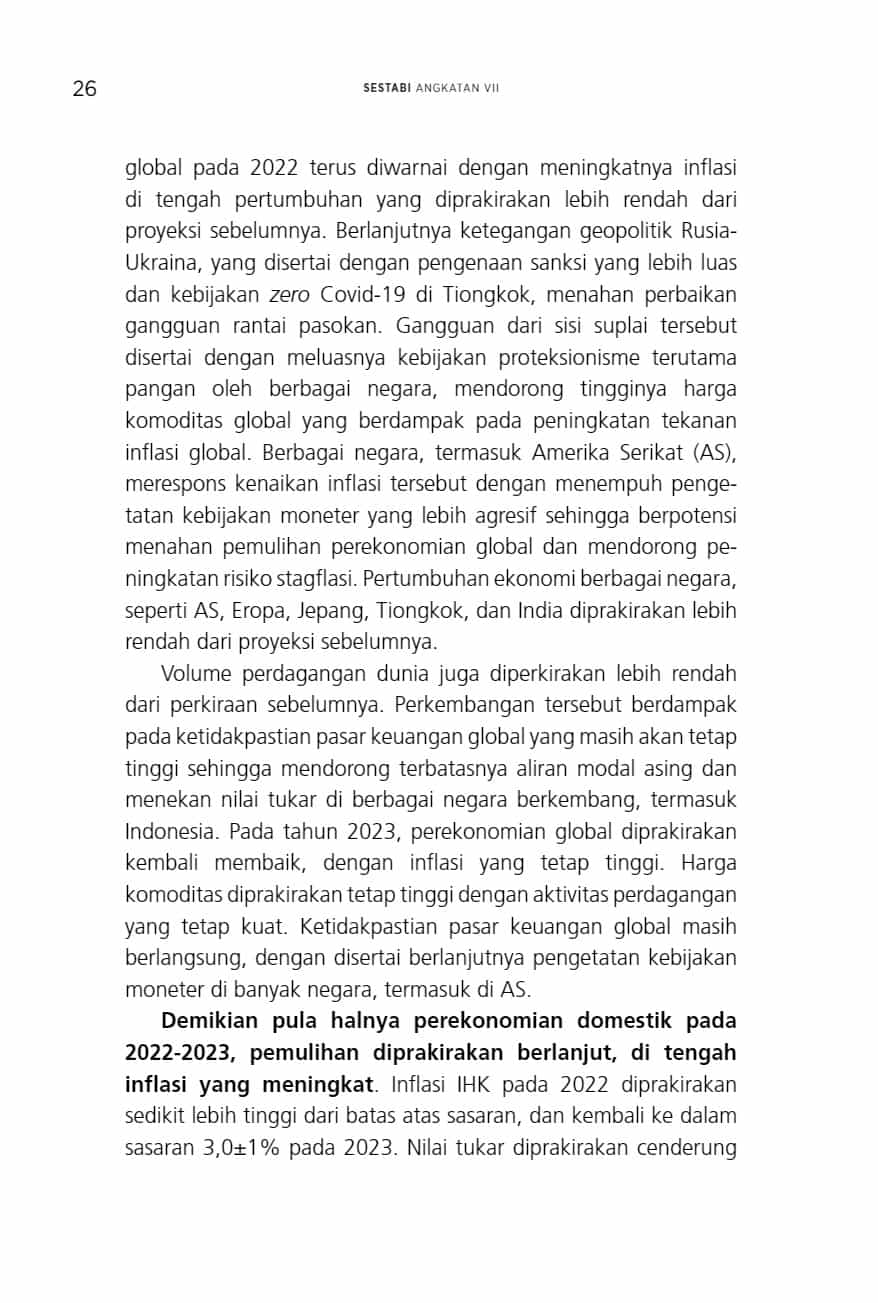 26
SESTABI ANGKATAN VII
global pada 2022 terus diwarnai dengan meningkatnya inflasi
di tengah pertumbuhan yang diprakirakan lebih rendah dari
proyeksi sebelumnya. Berlanjutnya ketegangan geopolitik Rusia-
Ukraina, yang disertai dengan pengenaan sanksi yang lebih luas
dan kebijakan zero Covid-19 di Tiongkok, menahan perbaikan
gangguan rantai pasokan. Gangguan dari sisi suplai tersebut
disertai dengan meluasnya kebijakan proteksionisme terutama
pangan oleh berbagai negara, mendorong tingginya harga
komoditas global yang berdampak pada peningkatan tekanan
inflasi global. Berbagai negara, termasuk Amerika Serikat (AS),
merespons kenaikan inflasi tersebut dengan menempuh penge-
tatan kebijakan moneter yang lebih agresif sehingga berpotensi
menahan pemulihan perekonomian global dan mendorong pe-
ningkatan risiko stagflasi. Pertumbuhan ekonomi berbagai negara,
seperti AS, Eropa, Jepang, Tiongkok, dan India diprakirakan lebih
rendah dari proyeksi sebelumnya.
Volume perdagangan dunia juga diperkirakan lebih rendah
dari perkiraan sebelumnya. Perkembangan tersebut berdampak
pada ketidakpastian pasar keuangan global yang masih akan tetap
tinggi sehingga mendorong terbatasnya aliran modal asing dan
menekan nilai tukar di berbagai negara berkembang, termasuk
Indonesia. Pada tahun 2023, perekonomian global diprakirakan
kembali membaik, dengan inflasi yang tetap tinggi. Harga
komoditas diprakirakan tetap tinggi dengan aktivitas perdagangan
yang tetap kuat. Ketidakpastian pasar keuangan global masih
berlangsung, dengan disertai berlanjutnya pengetatan kebijakan
moneter di banyak negara, termasuk di AS.
Demikian pula halnya perekonomian domestik pada
2022-2023, pemulihan diprakirakan berlanjut, di tengah
inflasi yang meningkat. Inflasi IHK pada 2022 diprakirakan
sedikit lebih tinggi dari batas atas sasaran, dan kembali ke dalam
sasaran 3,0±1% pada 2023. Nilai tukar diprakirakan cenderung